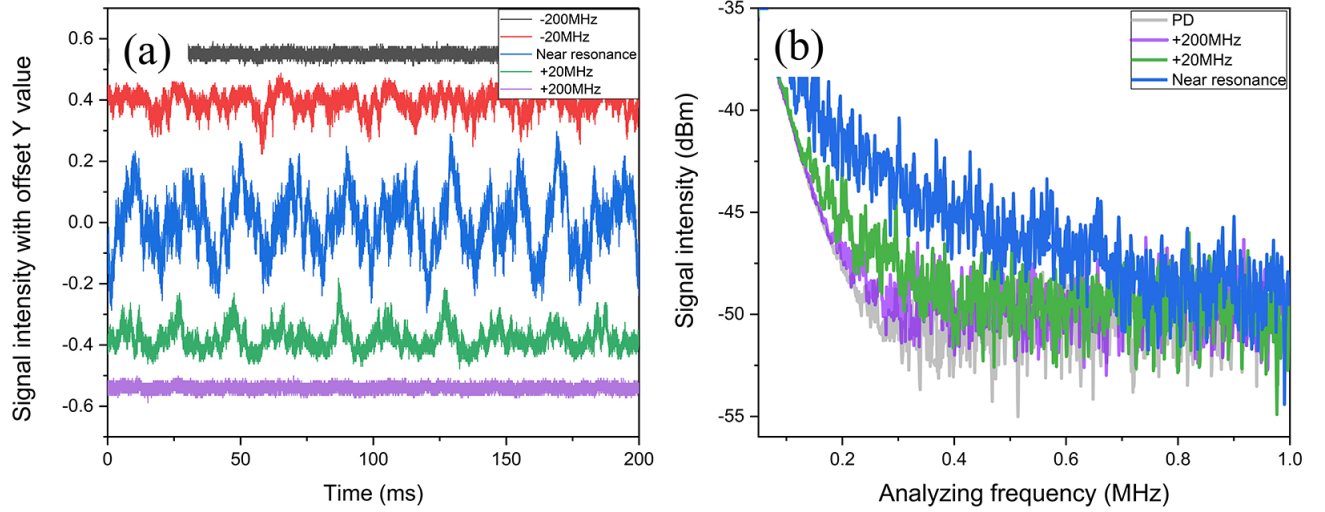 (a)
-200MHz
-20MHz
Near resonance
+20MHz
+200MHz
Signal intensity with offset Y value
0.6
0.4
0.2
0.0
-0.2
-0.4
-0.6
0
50
100
150
200
Time (ms)
(b)
PD
+200MHz
+20MHz
Near resonance
Signal intensity (dBm)
-35
-40
-45
-50
-55
0.2
0.4
0.6
0.8
1.0
Analyzing frequency (MHz)